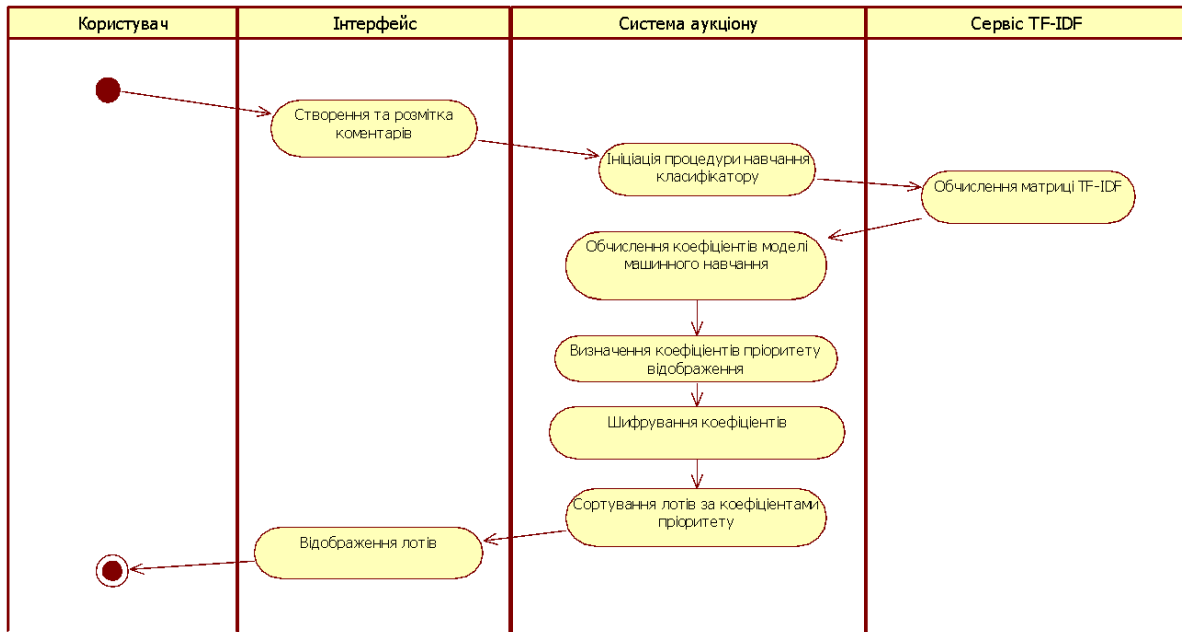 Користувач
Інтерфейс
Система аукціону
Сервіс TF-IDF
Створення та розмітка
коментарів
Ініціація процедури навчання
класифікатору
Обчислення матриці TF-IDF
Обчислення коефіцієнтів моделі
машинного навчання
Визначення коефіцієнтів пріоритету
відображення
Шифрування коефіцієнтів
Сортування лотів за коефіцієнтами
пріоритету
Відображення лотів